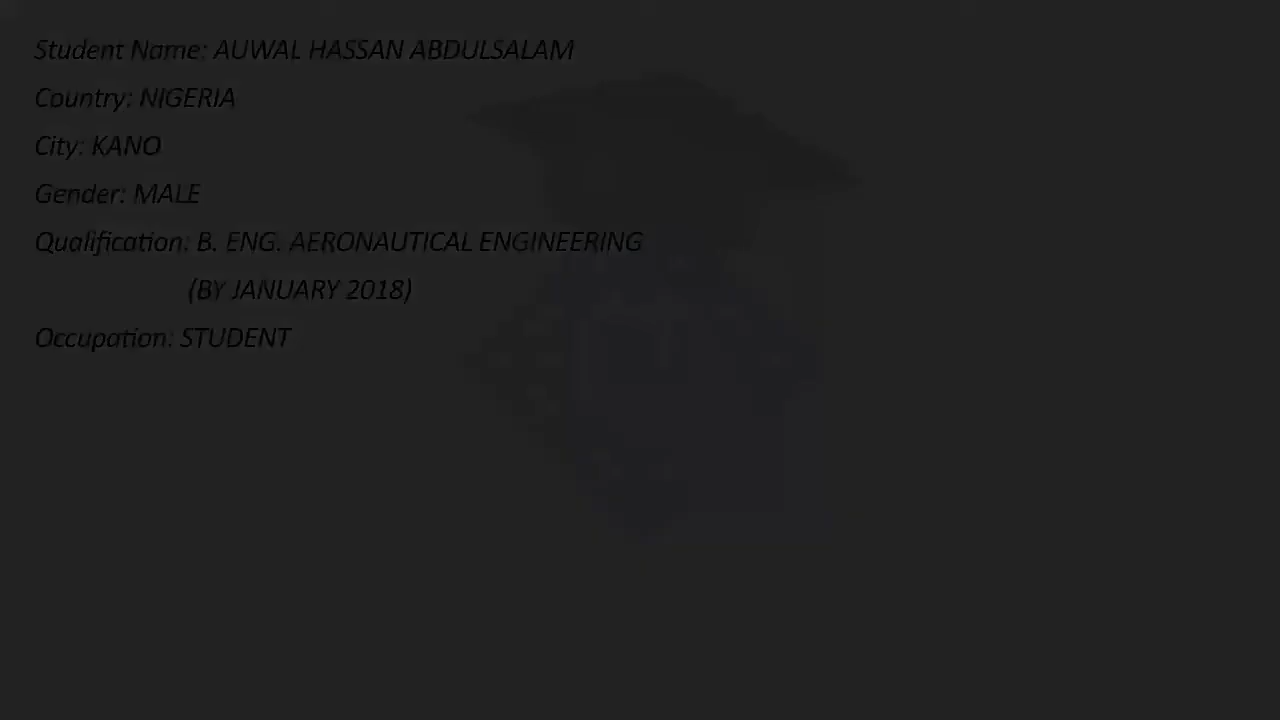 Student Name: AUWAL HASSAN ABDULSALAM
Country: NIGERIA
City: KANO
Gender: MALE
Qualification: B. ENG. AERONAUTICAL ENGINEERING
(BY JANUARY 2018)
Occupation: STUDENT